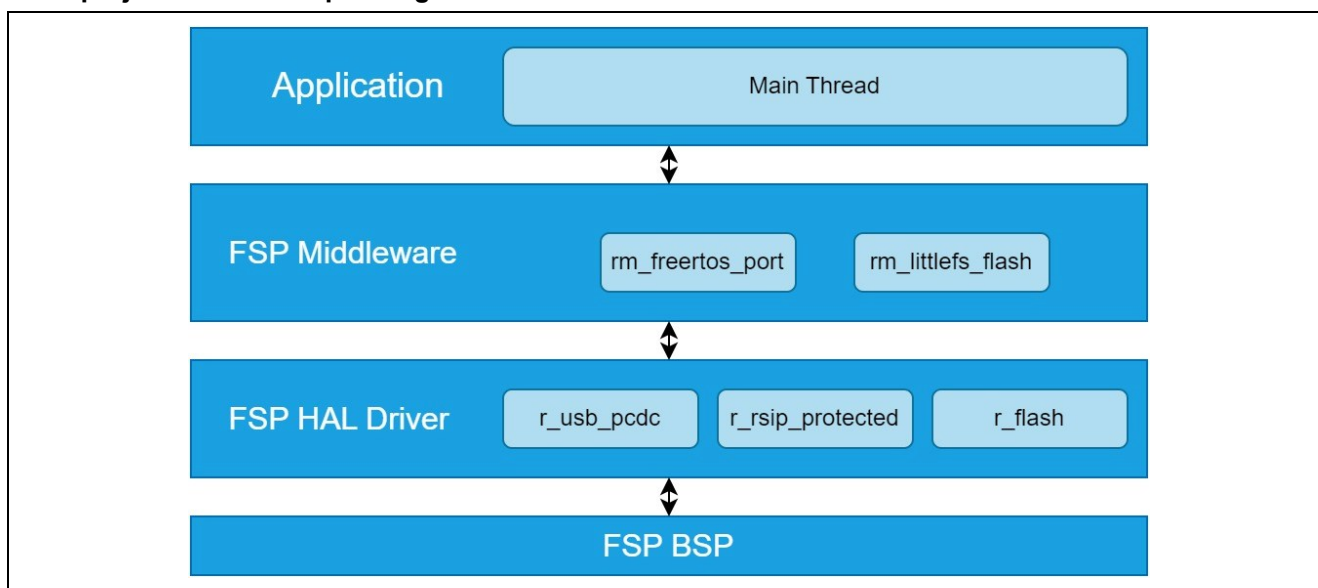 Application
Main Thread
FSP Middleware
rm_freertos_port
rm_littlefs_flash
FSP HAL Driver
r_usb_pcdc
r_rsip_protected
r_flash
FSP BSP